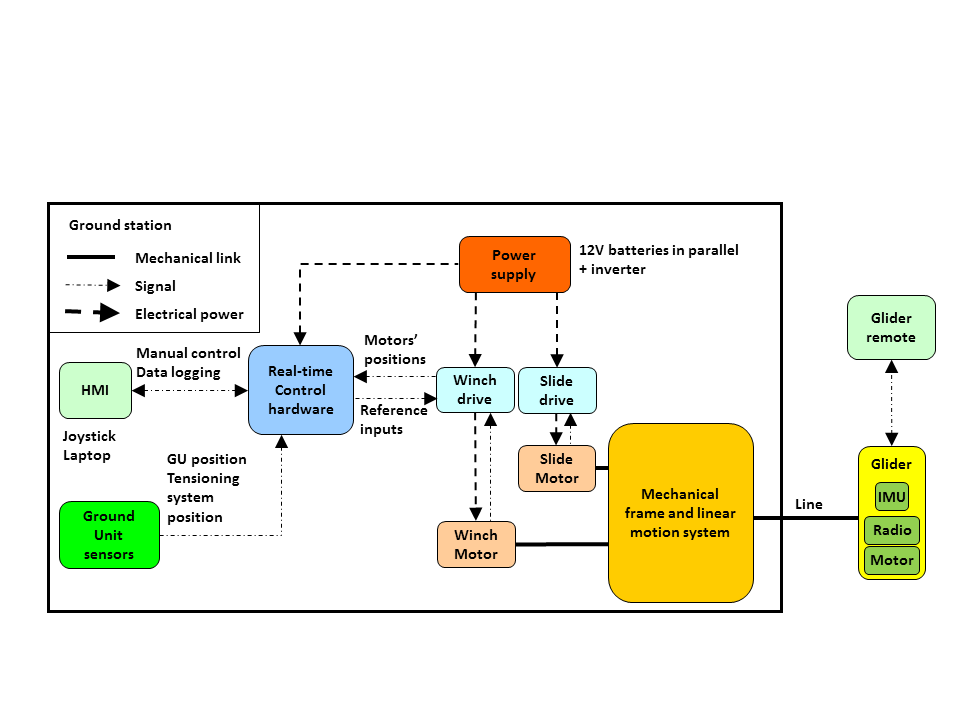 Ground station
Mechanical link
Signal
Electrical power
Power
supply
12V batteries in parallel
+ inverter
Glider
remote
Manual control
Data logging
Motors’
positions
HMI
Real-time
Control
hardware
Winch
drive
Slide
drive
Reference
inputs
Joystick
Laptop
GU position
Tensioning
system
position
Slide
Motor
Mechanical
frame and linear
motion system
Line
Glider
IMU
Radio
Motor
Ground
Unit
sensors
Winch
Motor